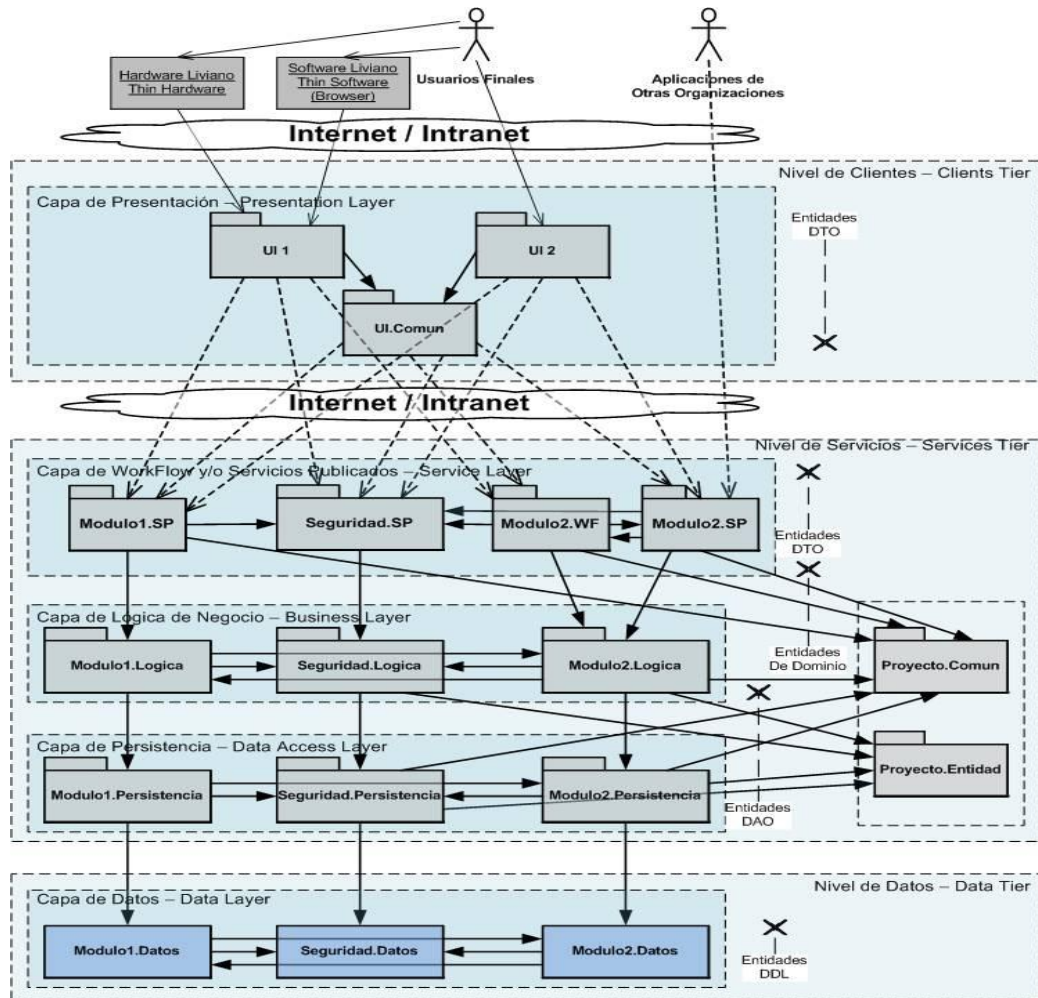 Hardware Liviano
Thin Hardware
Software Liviano
Thin Software
(Browser)
Usuarios Finales
Aplicaciones de
Otras Organizaciones
Internet / Intranet
Nivel de Clientes – Clients Tier
Capa de Presentación – Presentation Layer
Entidades
DTO
UI 1
UI 2
UI.Comun
Internet / Intranet
Nivel de Servicios – Services Tier
Capa de WorkFlow y/o Servicios Publicados – Service Layer
Modulo1.SP
Seguridad.SP
Modulo2.WF
Modulo2.SP
Entidades
DTO
Capa de Logica de Negocio – Business Layer
Modulo1.Logica
Seguridad.Logica
Modulo2.Logica
Entidades
De Dominio
Proyecto.Comun
Capa de Persistencia – Data Access Layer
Modulo1.Persistencia
Seguridad.Persistencia
Modulo2.Persistencia
Entidades
DAO
Proyecto.Entidad
Nivel de Datos – Data Tier
Capa de Datos – Data Layer
Modulo1.Datos
Seguridad.Datos
Modulo2.Datos
Entidades
DDL